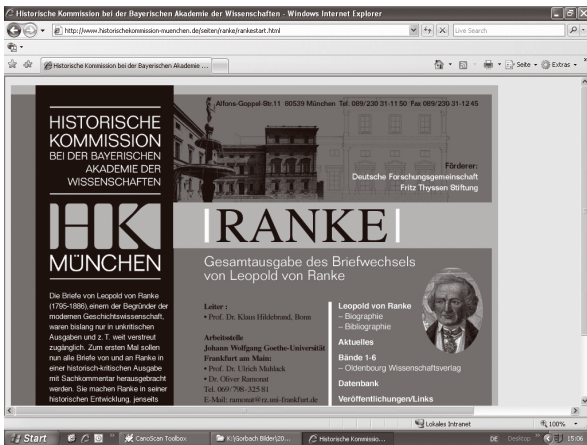 Historische Kommission bei der Bayerischen Akademie der Wissenschaften - Windows Internet Explorer
http://www.historischekommission-muenchen.de/seiten/ranke/rankestart.html
Live Search
Historische Kommission bei der Bayerischen Akademie ...
Seite
Extras
Alfons-Goppel-Str.11 80539 München Tel 089/230 31-11 50 Fax 089/230 31-12 45
HISTORISCHE
KOMMISSION
BEI DER BAYERISCHEN
AKADEMIE DER
WISSENSCHAFTEN
HK
MÜNCHEN
Förderer:
Deutsche Forschungsgemeinschaft
Fritz Thyssen Stiftung
RANKE
Gesamtausgabe des Briefwechsels
von Leopold von Ranke
Die Briefe von Leopold von Ranke
(1795-1886), einem der Begründer der
modernen Geschichtswissenschaft,
waren bislang nur in unkritischen
Ausgaben und z. T. weit verstreut
zugänglich. Zum ersten Mal sollen
nun alle Briefe von und an Ranke in
einer historisch-kritischen Ausgabe
mit Sachkommentar herausgebracht
werden. Sie machen Ranke in seiner
historischen Entwicklung, jenseits
Leiter :
• Prof. Dr. Klaus Hildebrand, Bonn
Arbeitsstelle
Johann Wolfgang Goethe-Universität
Frankfurt am Main:
• Prof. Dr. Ulrich Muhlack
• Dr. Oliver Ramonat
Tel. 069/798-325 81
E-Mail: ramonat@rz.uni-frankfurt.de
Leopold von Ranke
– Biographie
– Bibliographie
Aktuelles
Bände 1-6
– Oldenbourg Wissenschaftsverlag
Datenbank
Veröffentlichungen/Links
Lokales Intranet
100%
Start
CanoScan Toolbox
K:\Gorbach Bilder\20...
Historische Kommissio...
DE
Desktop
15:06